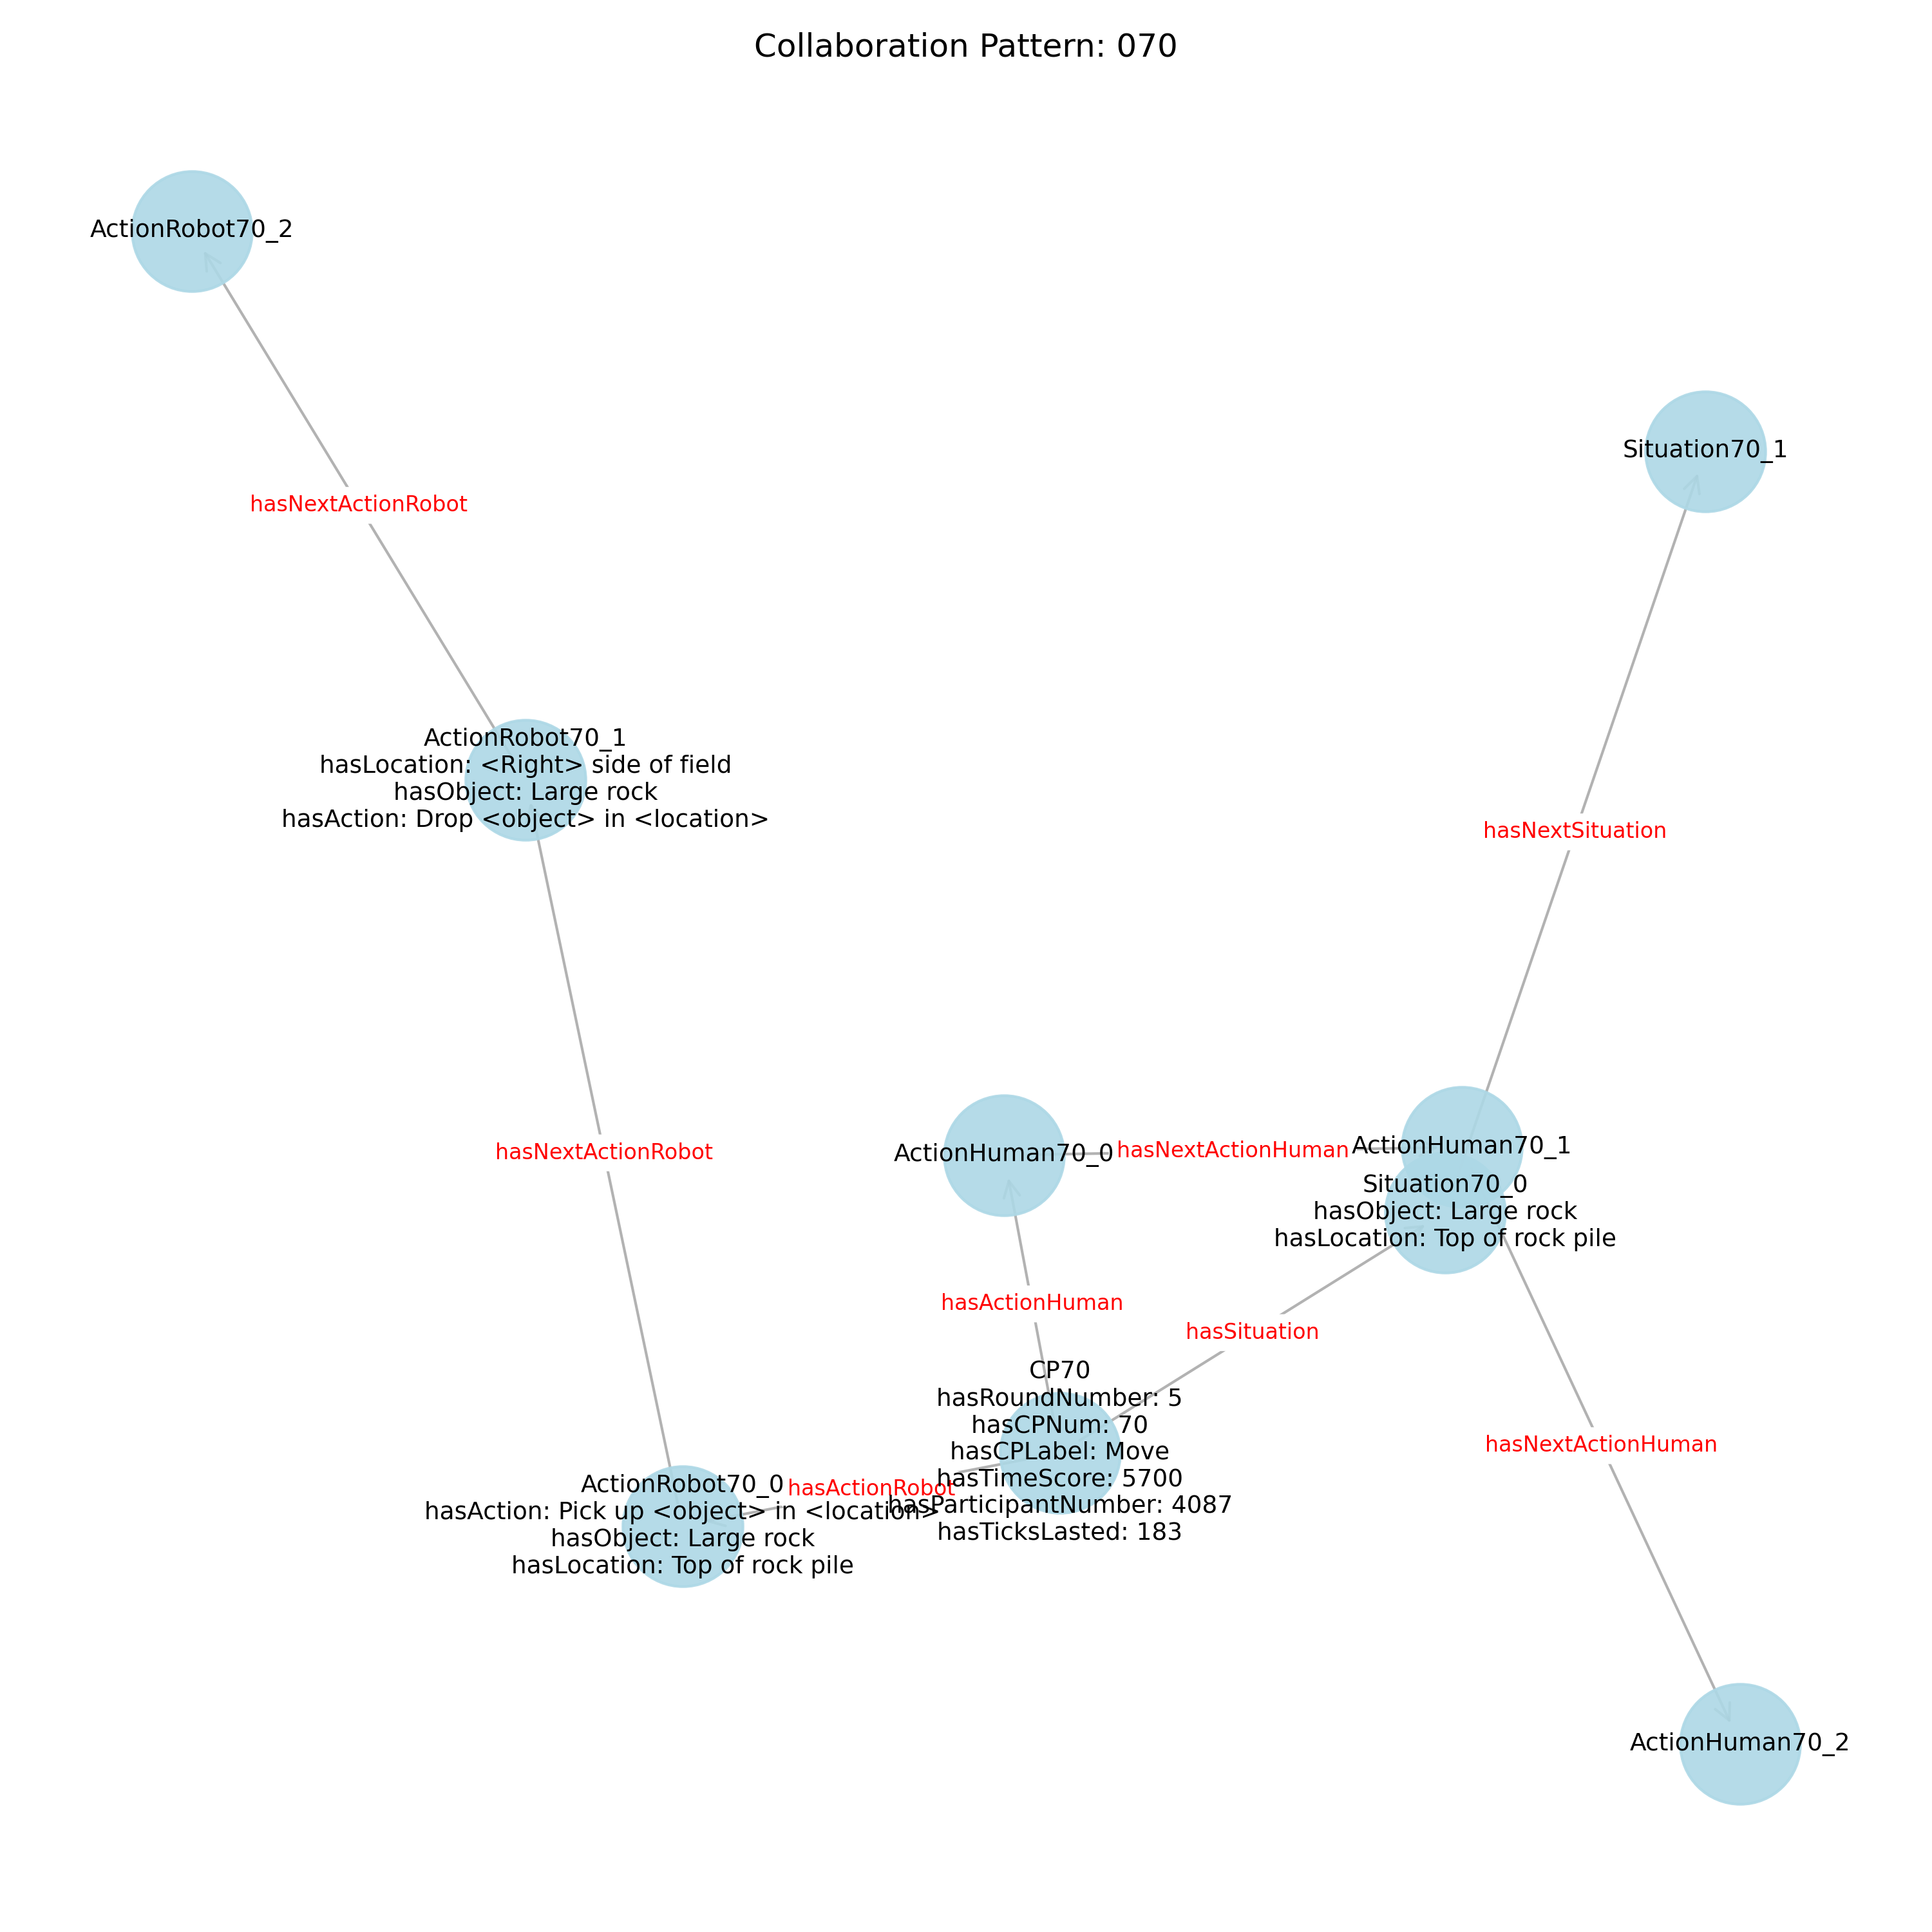 Collaboration Pattern: 070
ActionRobot70_2
Situation70_1
hasNextActionRobot
ActionRobot70_1
hasLocation: <Right> side of field
hasObject: Large rock
hasAction: Drop <object> in <location>
hasNextSituation
hasNextActionRobot
ActionHuman70_0
hasNextActionHuman
ActionHuman70_1
Situation70_0
hasObject: Large rock
hasLocation: Top of rock pile
hasActionHuman
hasSituation
CP70
hasRoundNumber: 5
hasCPNum: 70
hasCPLabel: Move
hasTimeScore: 5700
hasParticipantNumber: 4087
hasTicksLasted: 183
hasNextActionHuman
hasActionRobot
ActionRobot70_0
hasAction: Pick up <object> in <location>
hasObject: Large rock
hasLocation: Top of rock pile
ActionHuman70_2